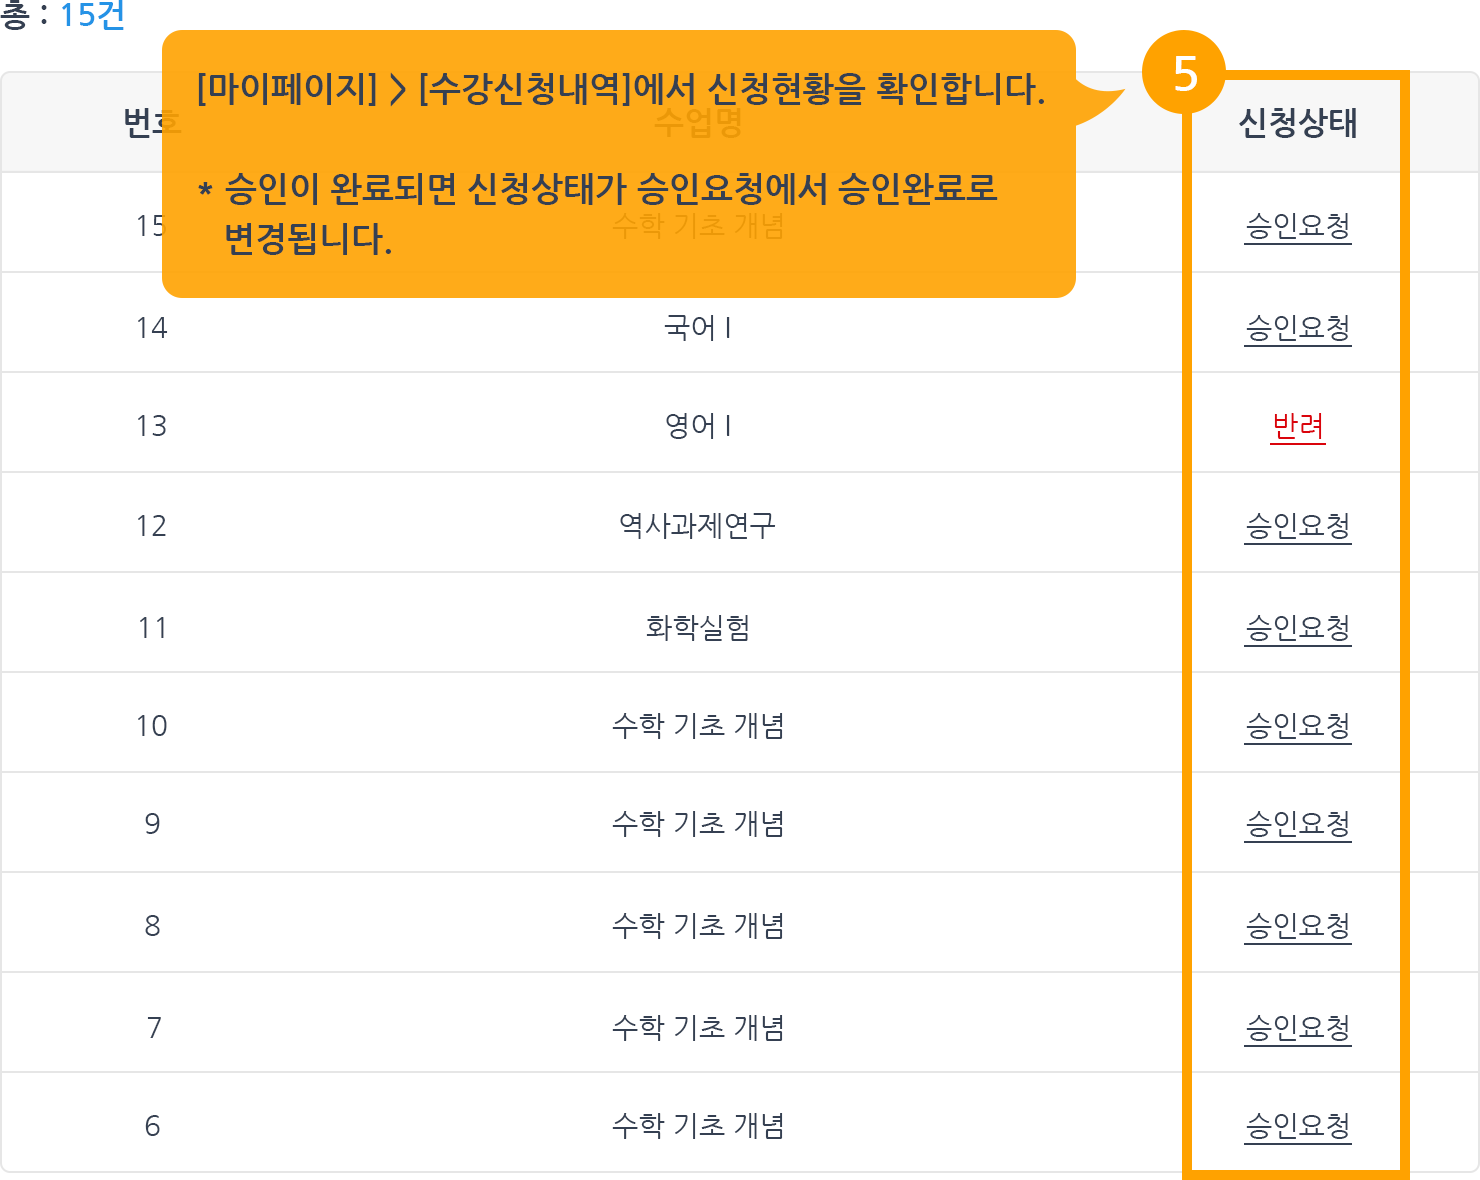 총 : 15건
[마이페이지] > [수강신청내역]에서 신청현황을 확인합니다.
5
번호 수업명 신청상태
* 승인이 완료되면 신청상태가 승인요청에서 승인완료로
변경됩니다.
15 수학 기초 개념 승인요청
14 국어 I 승인요청
13 영어 I 반려
12 역사과제연구 승인요청
11 화학실험 승인요청
10 수학 기초 개념 승인요청
9 수학 기초 개념 승인요청
8 수학 기초 개념 승인요청
7 수학 기초 개념 승인요청
6 수학 기초 개념 승인요청